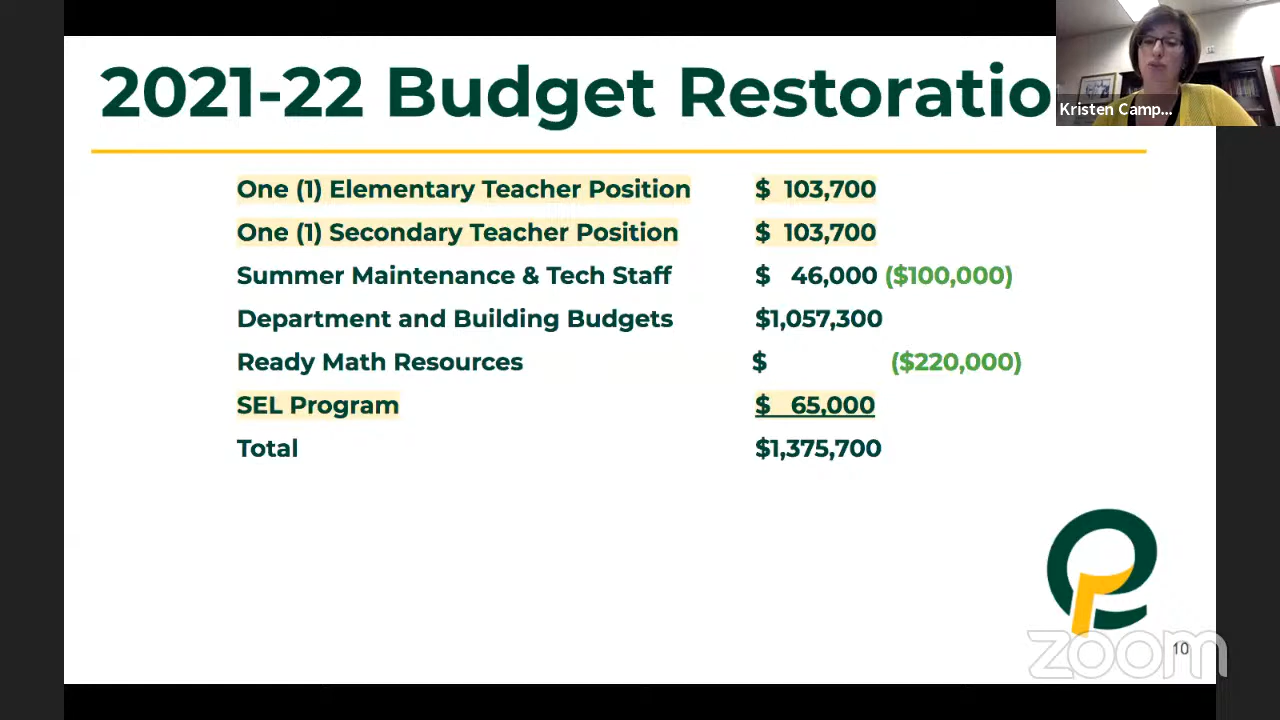 2021-22 Budget Restoratio
Kristen Camp...
One (1) Elementary Teacher Position $ 103,700
One (1) Secondary Teacher Position $ 103,700
Summer Maintenance & Tech Staff $ 46,000 ($100,000)
Department and Building Budgets $1,057,300
Ready Math Resources $ ($220,000)
SEL Program $ 65,000
Total $1,375,700
zoom
10